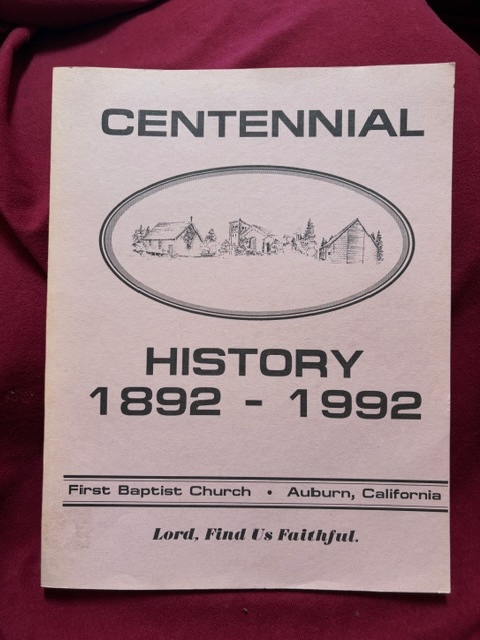 CENTENNIAL
HISTORY
1892 - 1992
First Baptist Church • Auburn, California
Lord, Find Us Faithful.